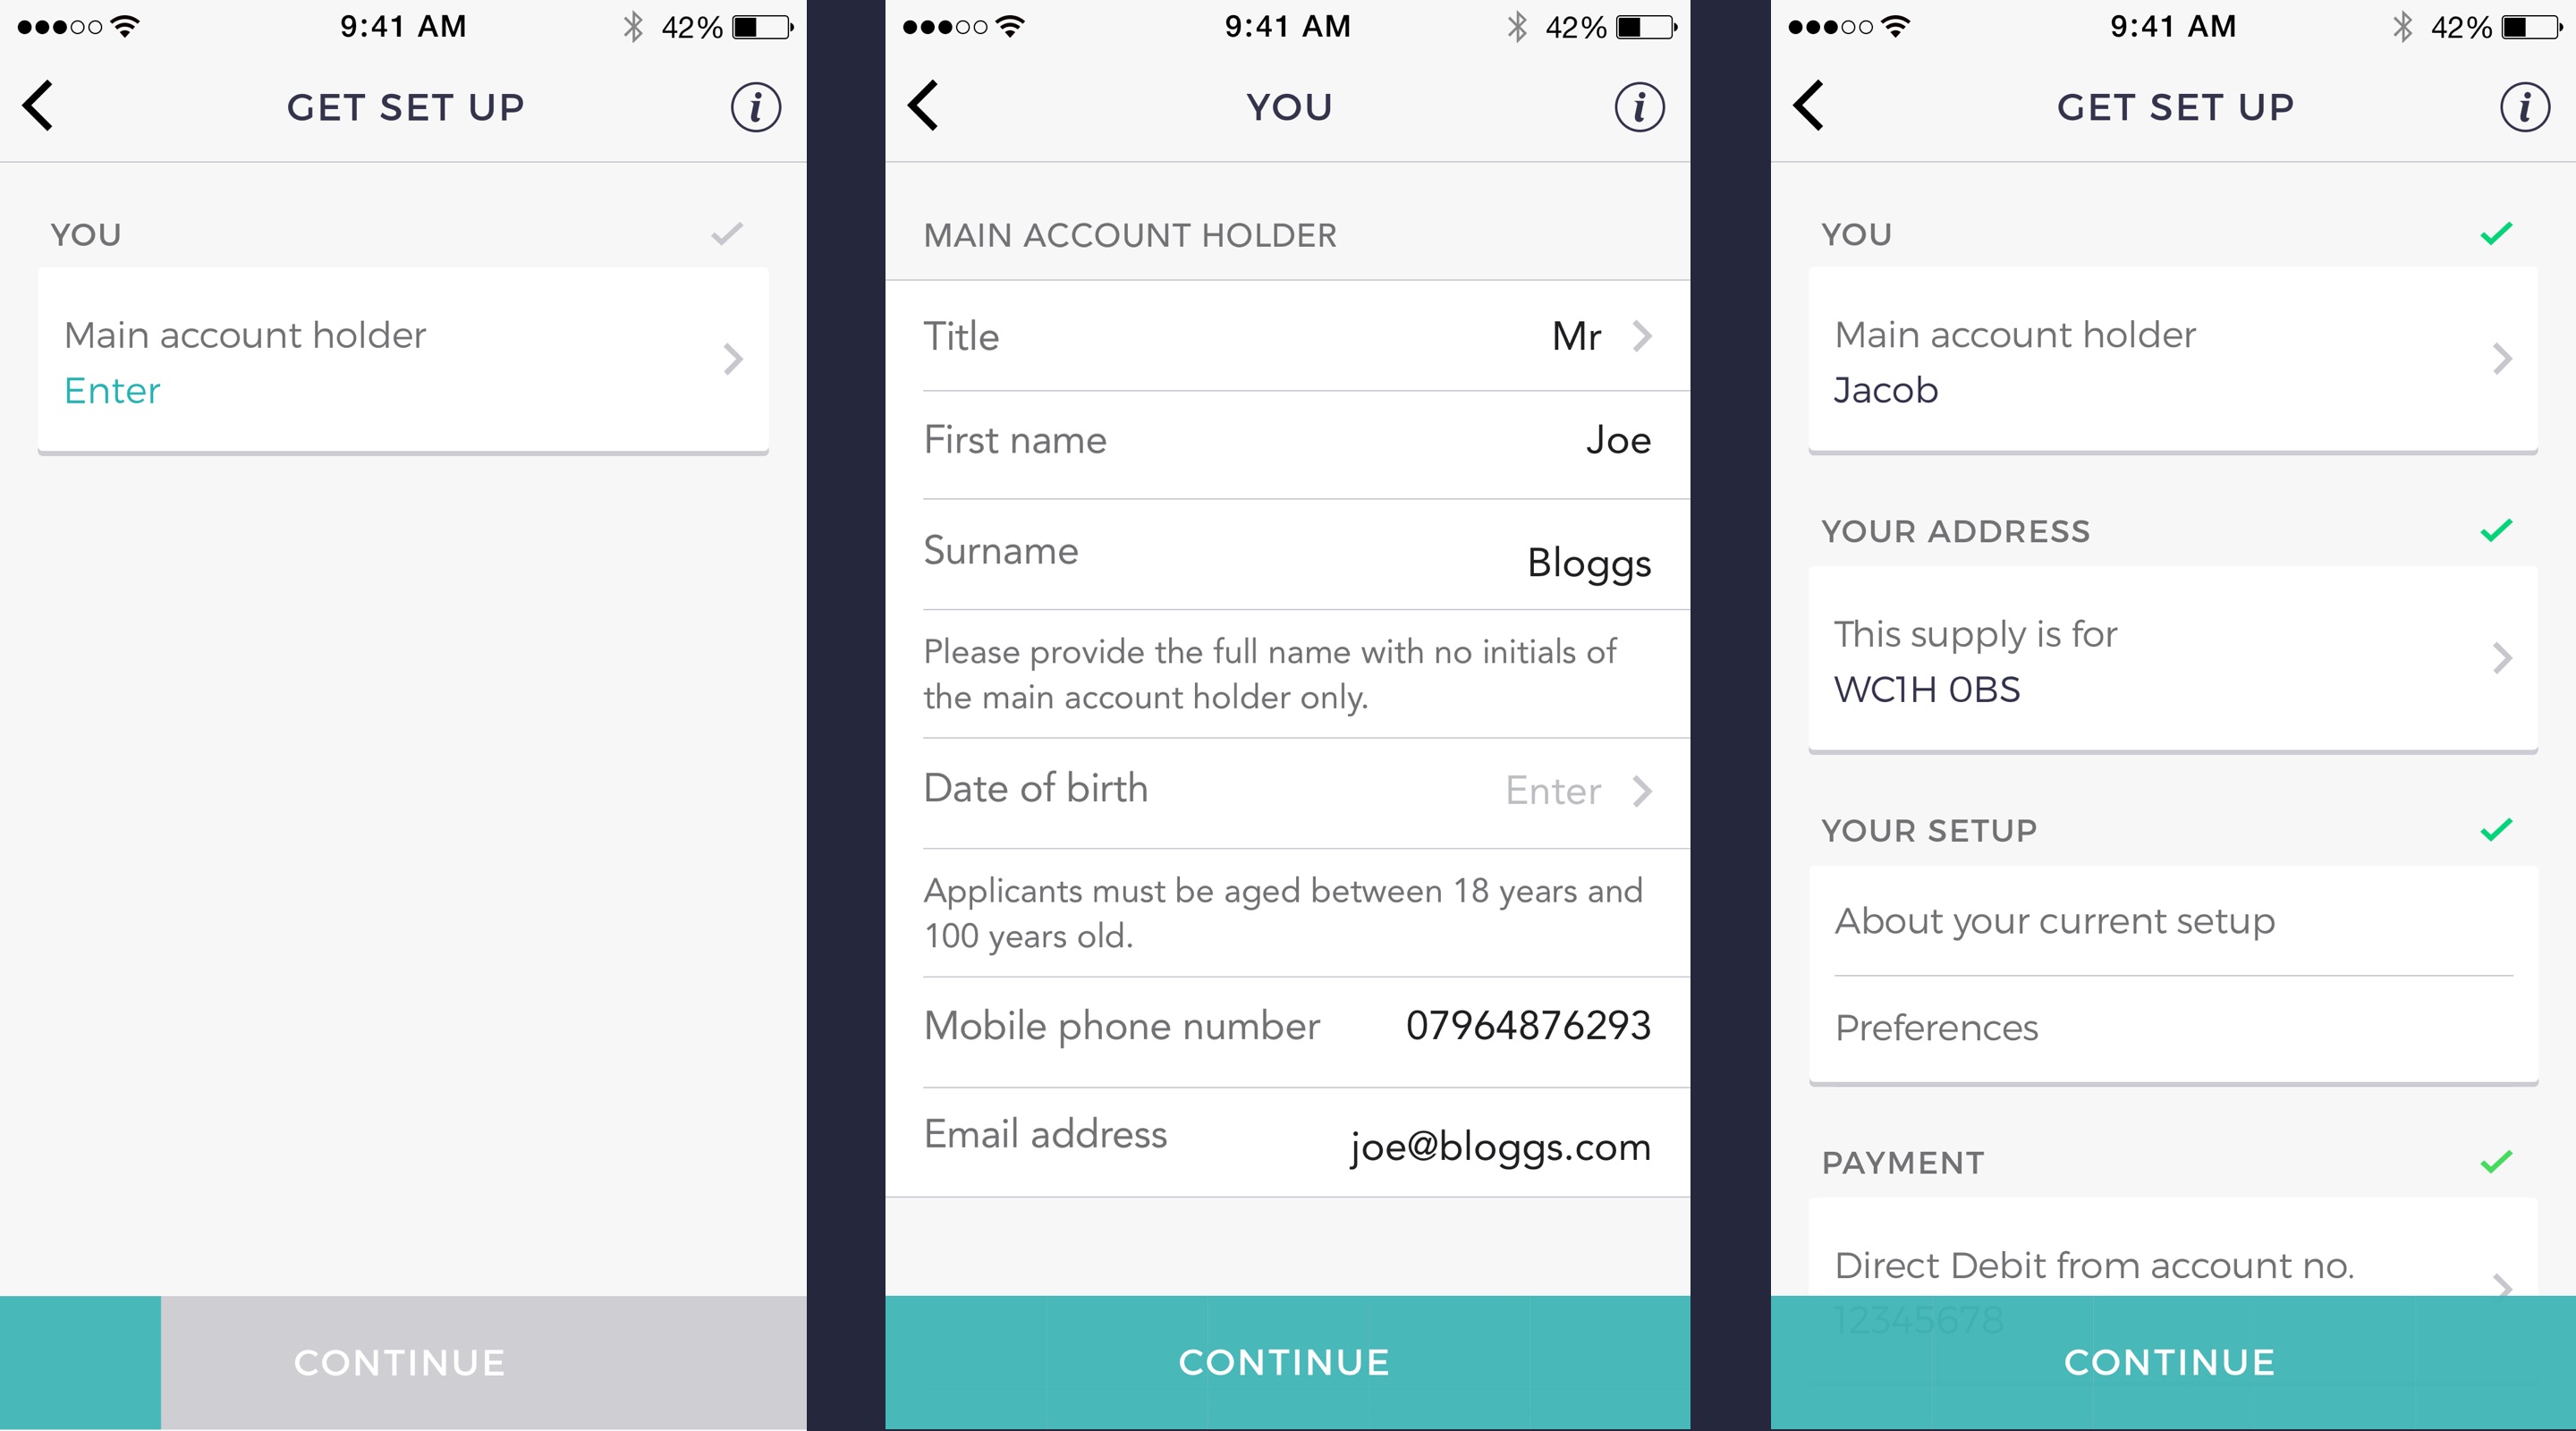 9:41 AM
42%
GET SET UP
i
YOU
Main account holder
Enter
CONTINUE
9:41 AM
42%
YOU
i
MAIN ACCOUNT HOLDER
Title Mr
First name Joe
Surname Bloggs
Please provide the full name with no initials of
the main account holder only.
Date of birth Enter
Applicants must be aged between 18 years and
100 years old.
Mobile phone number 07964876293
Email address joe@bloggs.com
CONTINUE
9:41 AM
42%
GET SET UP
i
YOU
Main account holder
Jacob
YOUR ADDRESS
This supply is for
WC1H 0BS
YOUR SETUP
About your current setup
Preferences
PAYMENT
Direct Debit from account no.
12345678
CONTINUE